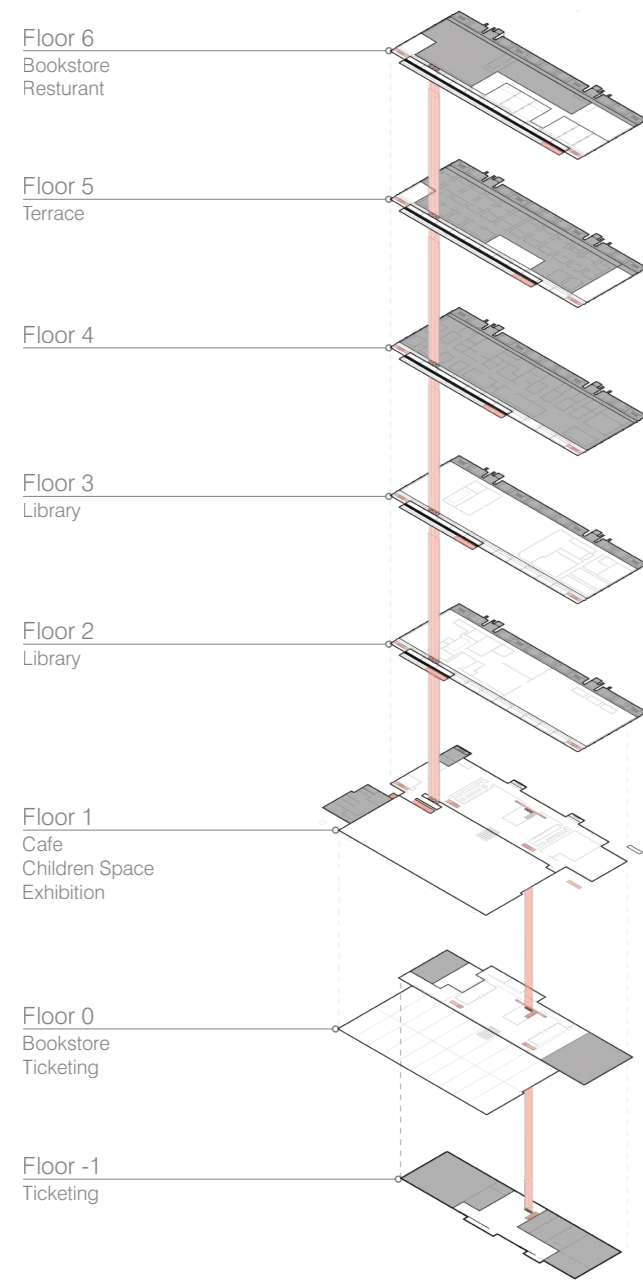 Floor 6
Bookstore
Resturant
Floor 5
Terrace
Floor 4
Floor 3
Library
Floor 2
Library
Floor 1
Cafe
Children Space
Exhibition
Floor 0
Bookstore
Ticketing
Floor -1
Ticketing